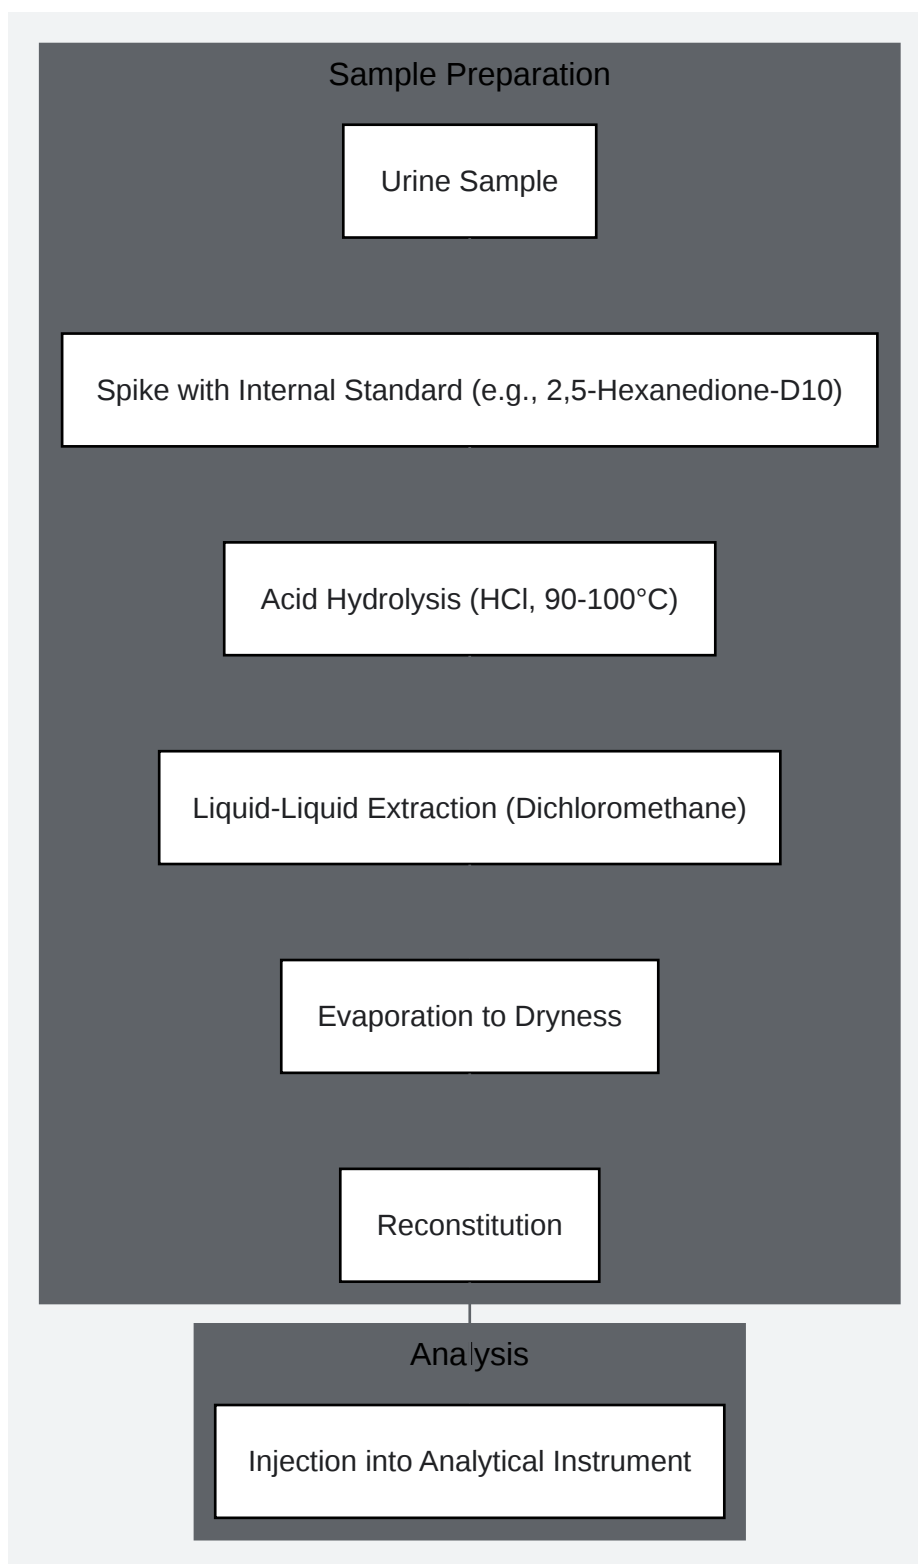 Sample Preparation
Urine Sample
Spike with Internal Standard (e.g., 2,5-Hexanedione-D10)
Acid Hydrolysis (HCl, 90-100°C)
Liquid-Liquid Extraction (Dichloromethane)
Evaporation to Dryness
Reconstitution
Analysis
Injection into Analytical Instrument